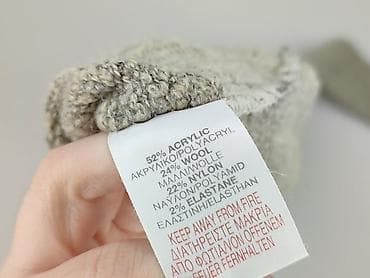 52% ACRYLIC
ΑΚΡΥΛΙΚΟ/POLYACRYL
24% WOOL
ΜΑΛΛΙ/WOLLE
22% NYLON
ΝΑΥΛΟΝ/POLYAMID
2% ELASTANE
ΕΛΑΣΤΙΝΗ/ELASTHAN
KEEP AWAY FROM FIRE
ΔΙΑΤΗΡΕΙΣΤΕ ΜΑΚΡΙΑ
ΑΠΟ ΦΩΤΙΑ/VON OFFENEM
FEUER FERNHALTEN